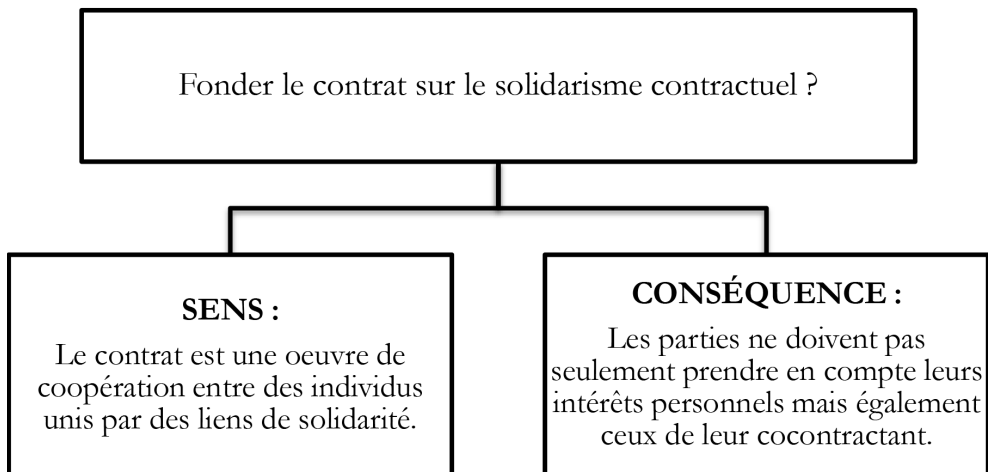 Fonder le contrat sur le solidarisme contractuel ?
SENS :
Le contrat est une oeuvre de
coopération entre des individus
unis par des liens de solidarité.
CONSÉQUENCE :
Les parties ne doivent pas
seulement prendre en compte leurs
intérêts personnels mais également
ceux de leur cocontractant.